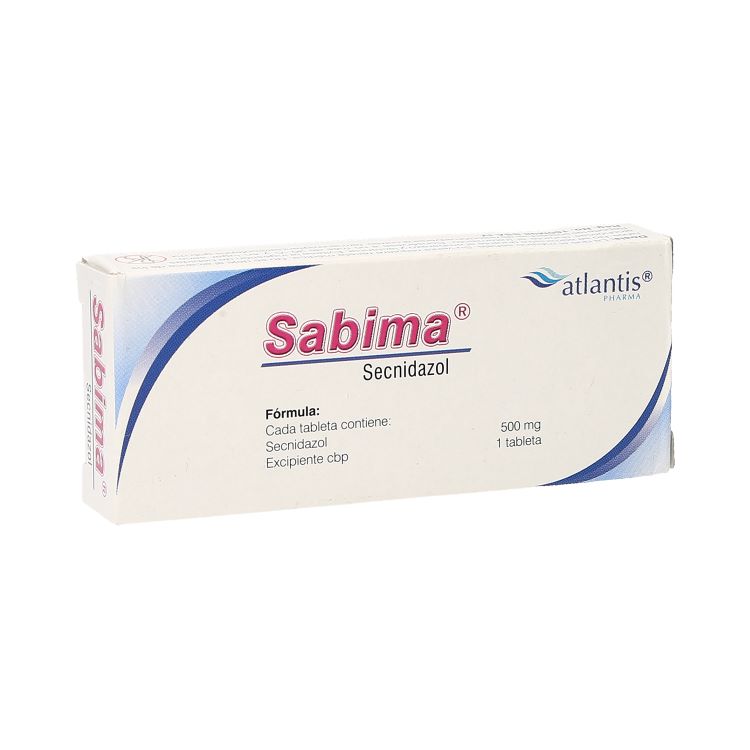 atlantis®
PHARMA
Sabima®
Secnidazol
Fórmula:
Cada tableta contiene:
Secnidazol 500 mg
Excipiente cbp 1 tableta
Sabima®
Secnidazol